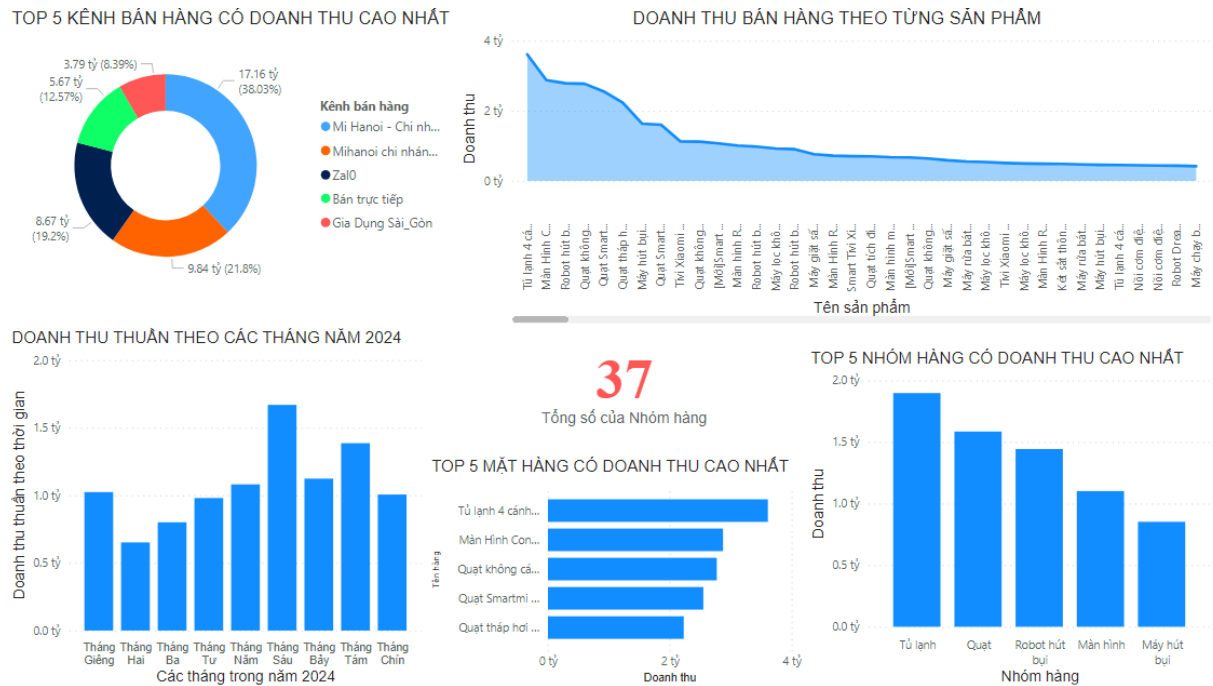 TOP 5 KÊNH BÁN HÀNG CÓ DOANH THU CAO NHẤT
3.79 tỷ (8.39%)
5.67 tỷ
(12.57%)
17.16 tỷ
(38.03%)
8.67 tỷ
(19.2%)
9.84 tỷ (21.8%)
Kênh bán hàng
Mi Hanoi - Chi nh...
Mihanoi chi nhán...
Zal0
Bán trực tiếp
Gia Dụng Sài_Gòn
DOANH THU BÁN HÀNG THEO TỪNG SẢN PHẨM
Doanh thu
4 tỷ
2 tỷ
0 tỷ
Tủ lạnh 4 cá...
Màn Hình C...
Robot hút b...
Quạt không...
Quạt Smart...
Quạt tháp h...
Máy hút bụi...
Quạt Smart...
Tivi Xiaomi ...
Quạt không...
[Mới]Smart ...
Màn hình R...
Robot hút b...
Máy lọc khô...
Robot hút b...
Máy giặt sấ...
Màn Hình R...
Smart Tivi Xi...
Quạt tích đi...
Màn hình m...
[Mới]Smart ...
Quạt không...
Máy giặt sấ...
Máy rửa bát...
Máy lọc khô...
Tivi Xiaomi ...
Máy lọc khô...
Màn Hình R...
Két sắt thôn...
Máy rửa bát...
Máy hút bụi...
Tủ lạnh 4 cá...
Nồi cơm điệ...
Nồi cơm điệ...
Robot Drea...
Máy chạy b...
Tên sản phẩm
DOANH THU THUẦN THEO CÁC THÁNG NĂM 2024
Doanh thu thuần theo thời gian
2.0 tỷ
1.5 tỷ
1.0 tỷ
0.5 tỷ
0.0 tỷ
Tháng Giêng
Tháng Hai
Tháng Ba
Tháng Tư
Tháng Năm
Tháng Sáu
Tháng Bảy
Tháng Tám
Tháng Chín
Các tháng trong năm 2024
37
Tổng số của Nhóm hàng
TOP 5 MẶT HÀNG CÓ DOANH THU CAO NHẤT
Tên hàng
Tủ lạnh 4 cánh...
Màn Hình Con...
Quạt không cá...
Quạt Smartmi ...
Quạt tháp hơi ...
0 tỷ
2 tỷ
4 tỷ
Doanh thu
TOP 5 NHÓM HÀNG CÓ DOANH THU CAO NHẤT
Doanh thu
2.0 tỷ
1.5 tỷ
1.0 tỷ
0.5 tỷ
0.0 tỷ
Tủ lạnh
Quạt
Robot hút
bụi
Màn hình
Máy hút
bụi
Nhóm hàng